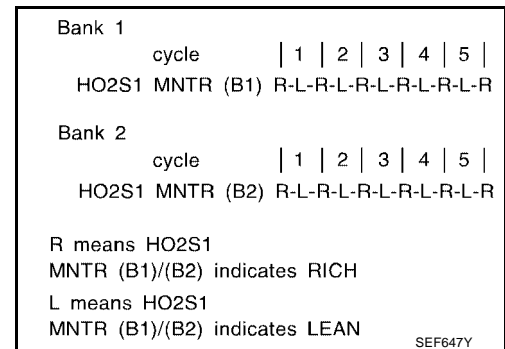 Bank 1
cycle | 1 | 2 | 3 | 4 | 5 |
HO2S1 MNTR (B1) R-L-R-L-R-L-R-L-R-L-R
Bank 2
cycle | 1 | 2 | 3 | 4 | 5 |
HO2S1 MNTR (B2) R-L-R-L-R-L-R-L-R-L-R
R means HO2S1
MNTR (B1)/(B2) indicates RICH
L means HO2S1
MNTR (B1)/(B2) indicates LEAN
SEF647Y